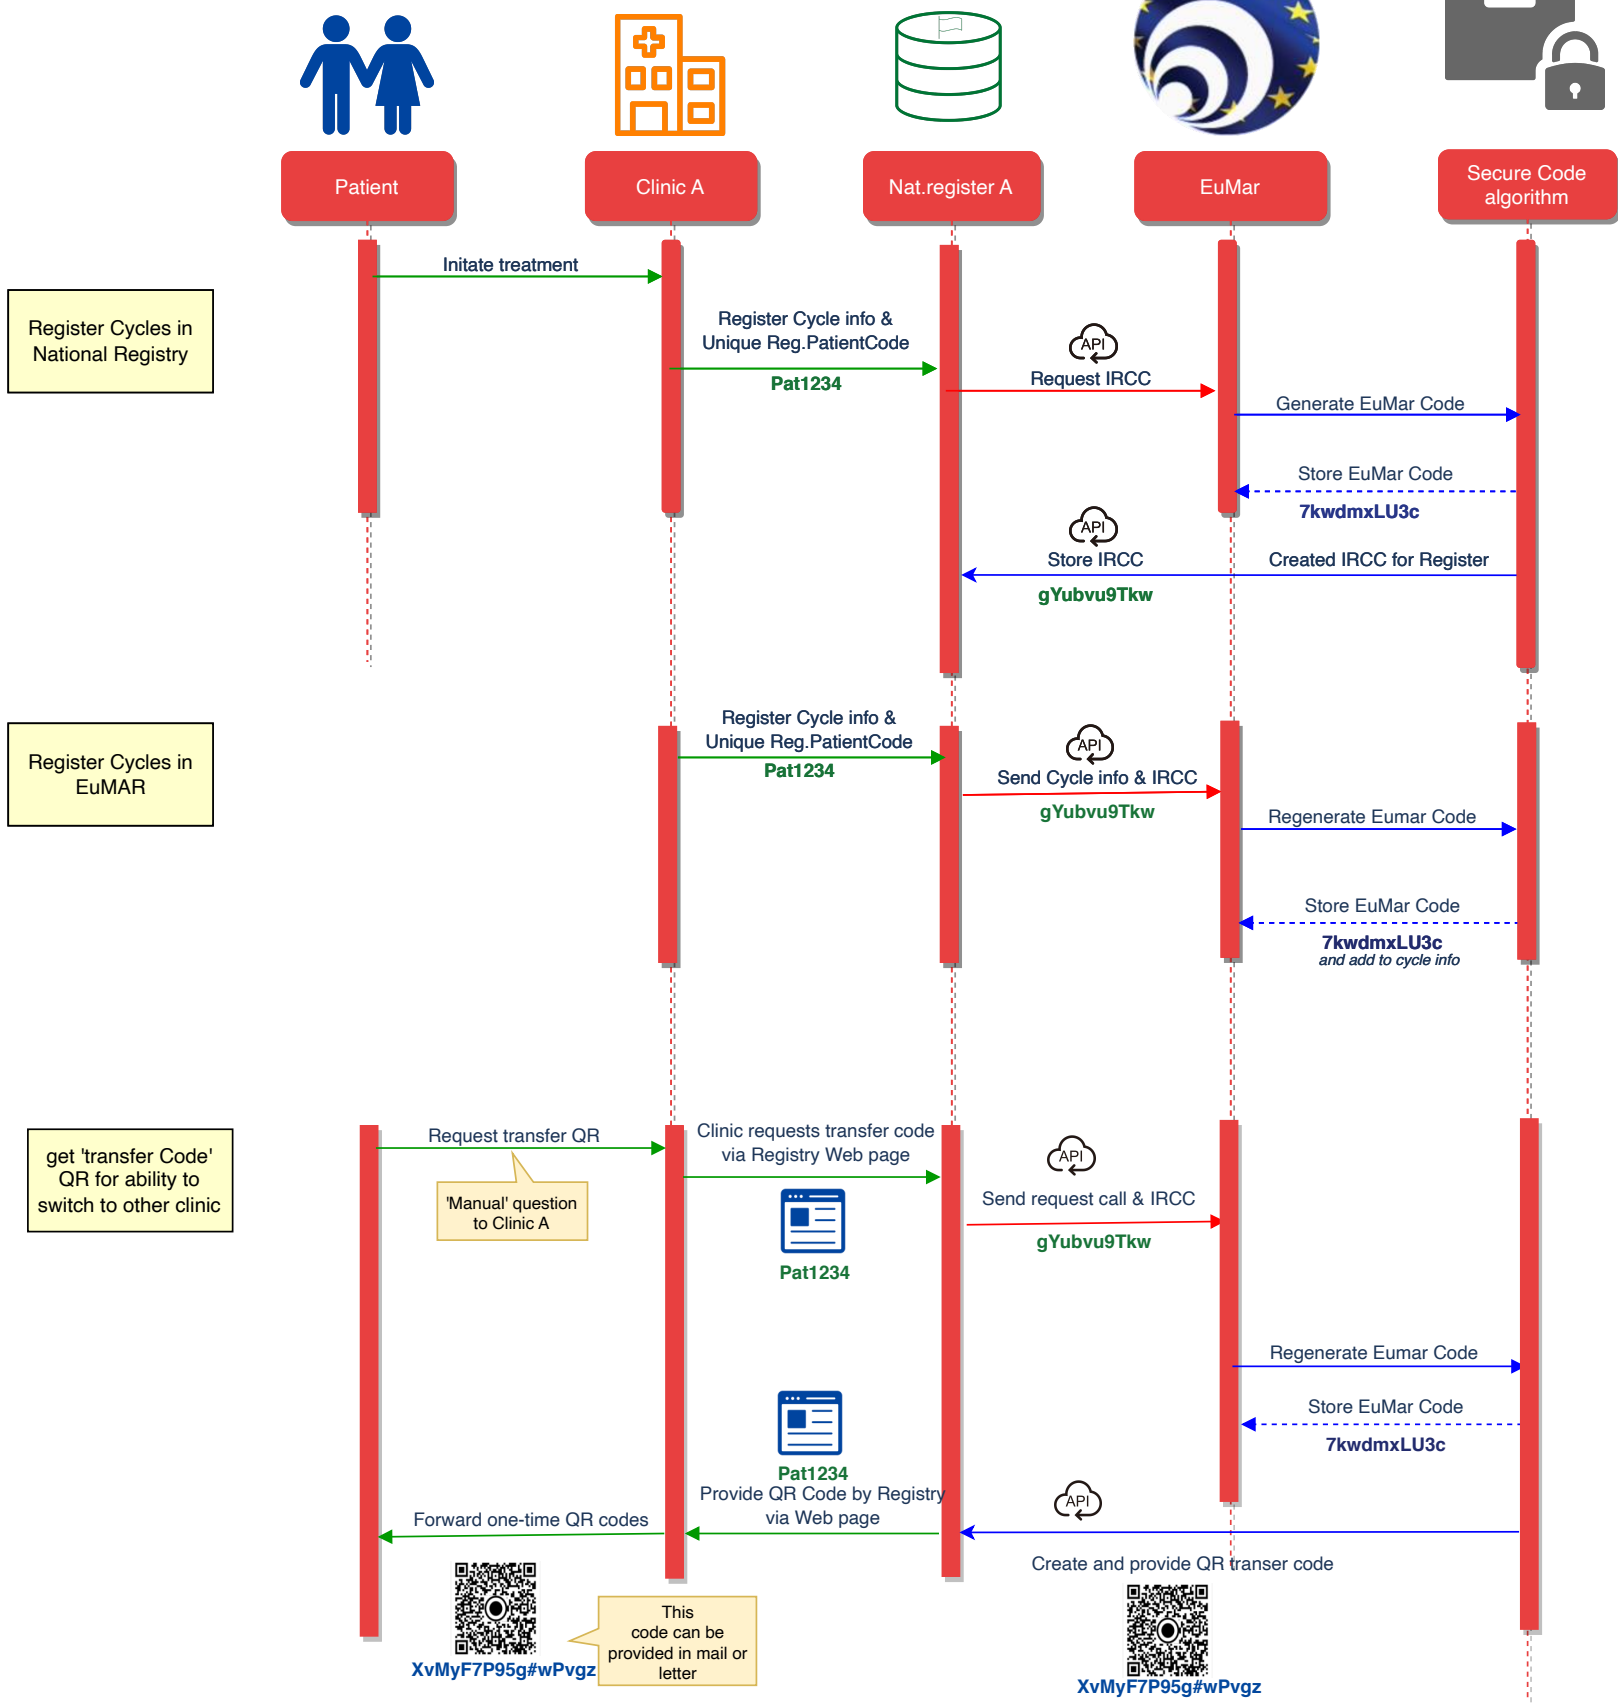 Patient
Clinic A
Nat.register A
EuMar
Secure Code
algorithm
Initate treatment
Register Cycles in
National Registry
Register Cycle info &
Unique Reg.PatientCode
Pat1234
API
Request IRCC
Generate EuMar Code
Store EuMar Code
7kwdmxLU3c
API
Store IRCC
Created IRCC for Register
gYubvu9Tkw
Register Cycles in
EuMAR
Register Cycle info &
Unique Reg.PatientCode
Pat1234
API
Send Cycle info & IRCC
gYubvu9Tkw
Regenerate Eumar Code
Store EuMar Code
7kwdmxLU3c
and add to cycle info
get 'transfer Code'
QR for ability to
switch to other clinic
Request transfer QR
'Manual' question
to Clinic A
Clinic requests transfer code
via Registry Web page
Pat1234
API
Send request call & IRCC
gYubvu9Tkw
Regenerate Eumar Code
Store EuMar Code
7kwdmxLU3c
Pat1234
Provide QR Code by Registry
via Web page
API
Forward one-time QR codes
Create and provide QR transer code
This
code can be
provided in mail or
letter
XvMyF7P95g#wPvgz
XvMyF7P95g#wPvgz